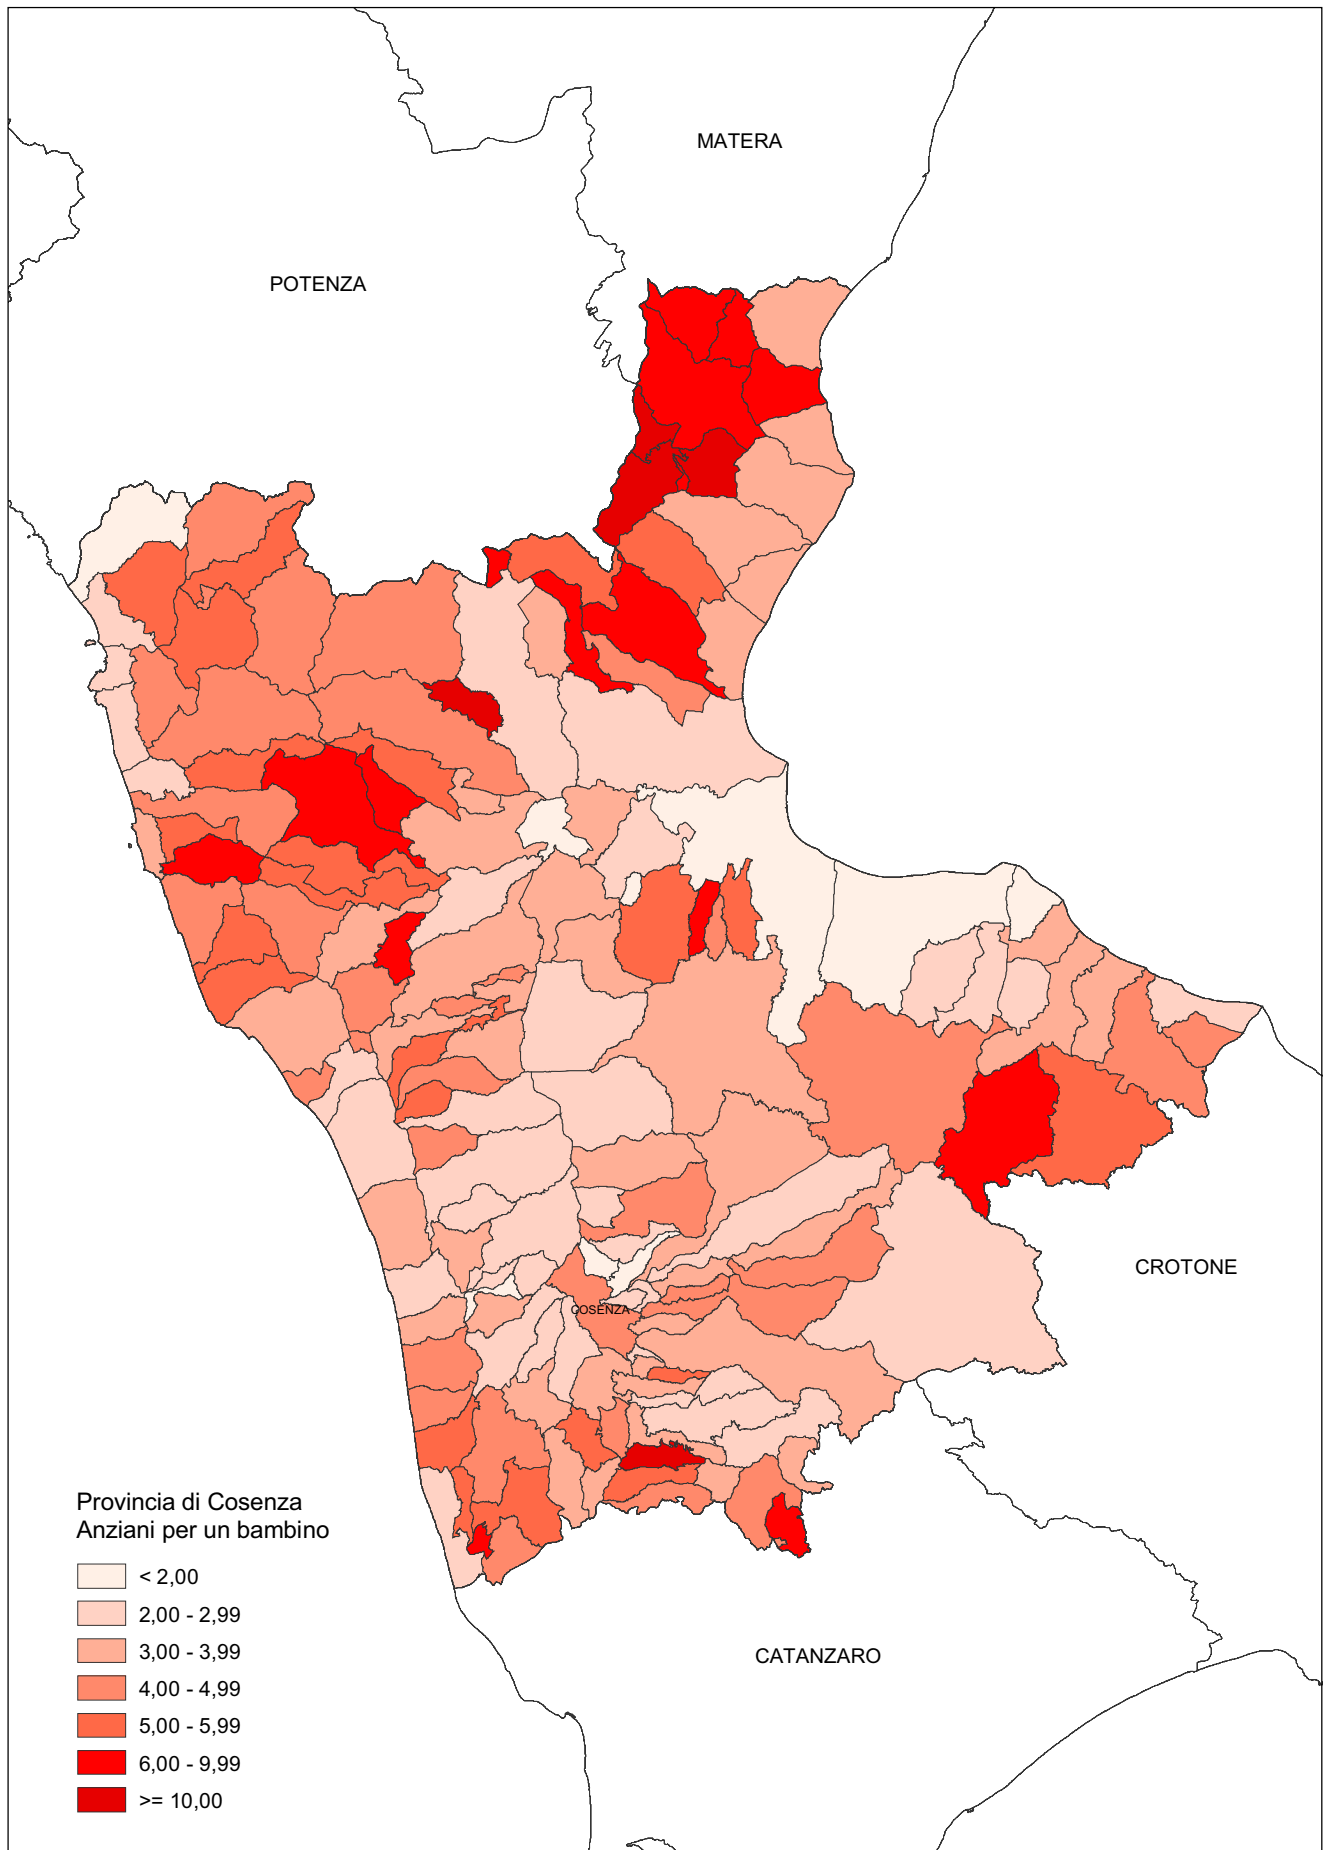 MATERA
POTENZA
CROTONE
COSENZA
Provincia di Cosenza
Anziani per un bambino
< 2,00
2,00 - 2,99
3,00 - 3,99
4,00 - 4,99
5,00 - 5,99
6,00 - 9,99
>= 10,00
CATANZARO